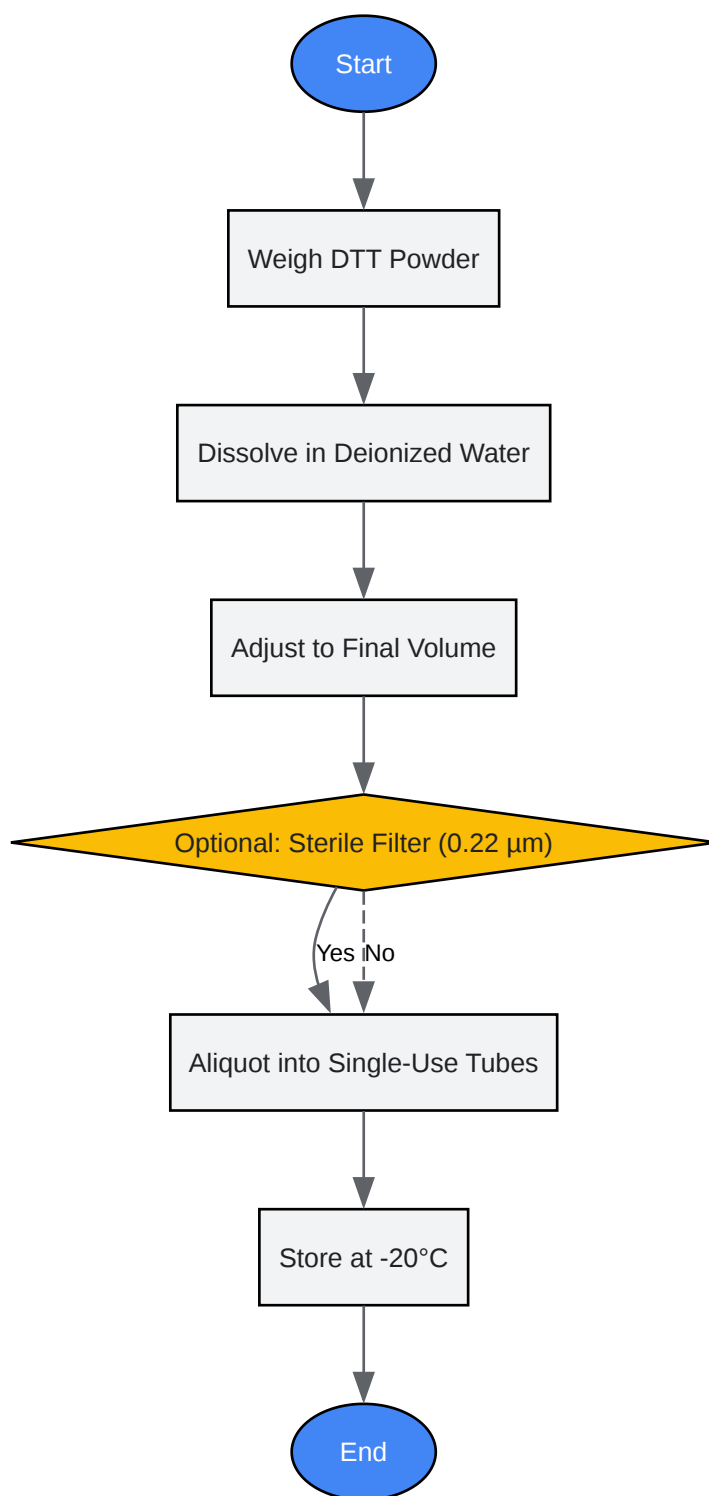 Start
Weigh DTT Powder
Dissolve in Deionized Water
Adjust to Final Volume
Optional: Sterile Filter (0.22 µm)
Yes
No
Aliquot into Single-Use Tubes
Store at -20°C
End